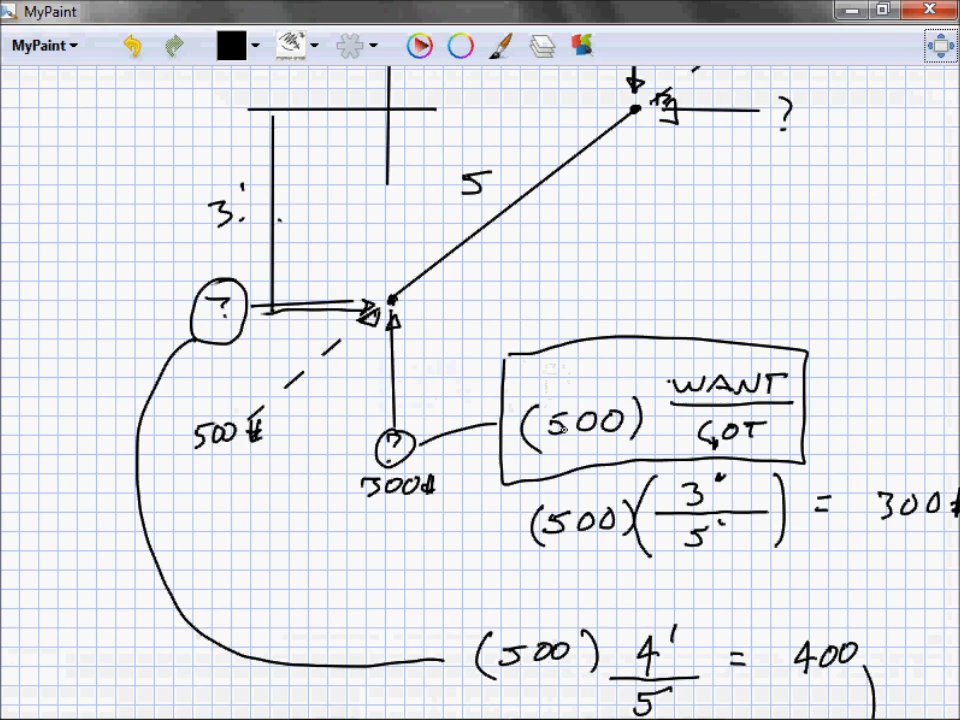 MyPaint
MyPaint
?
5
3'
?
WANT
(500)
GOT
500#
?
300#
3'
(500)( ) = 300#
5'
(500) 4' = 400
5